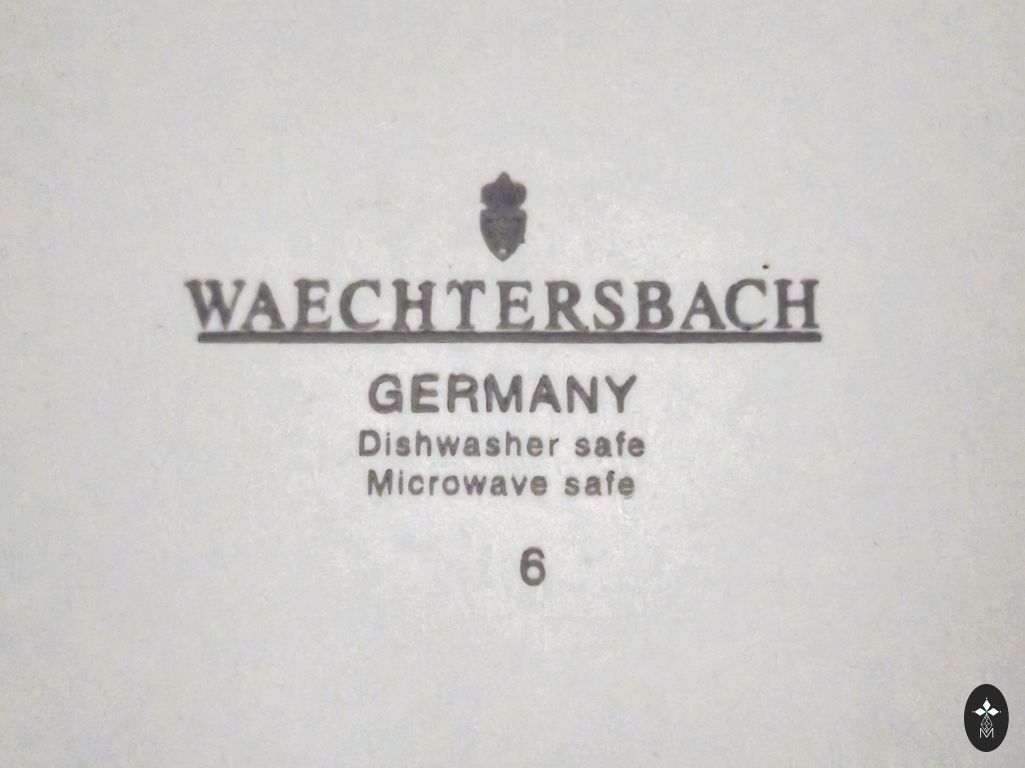 WAECHTERSBACH
GERMANY
Dishwasher safe
Microwave safe
6
M